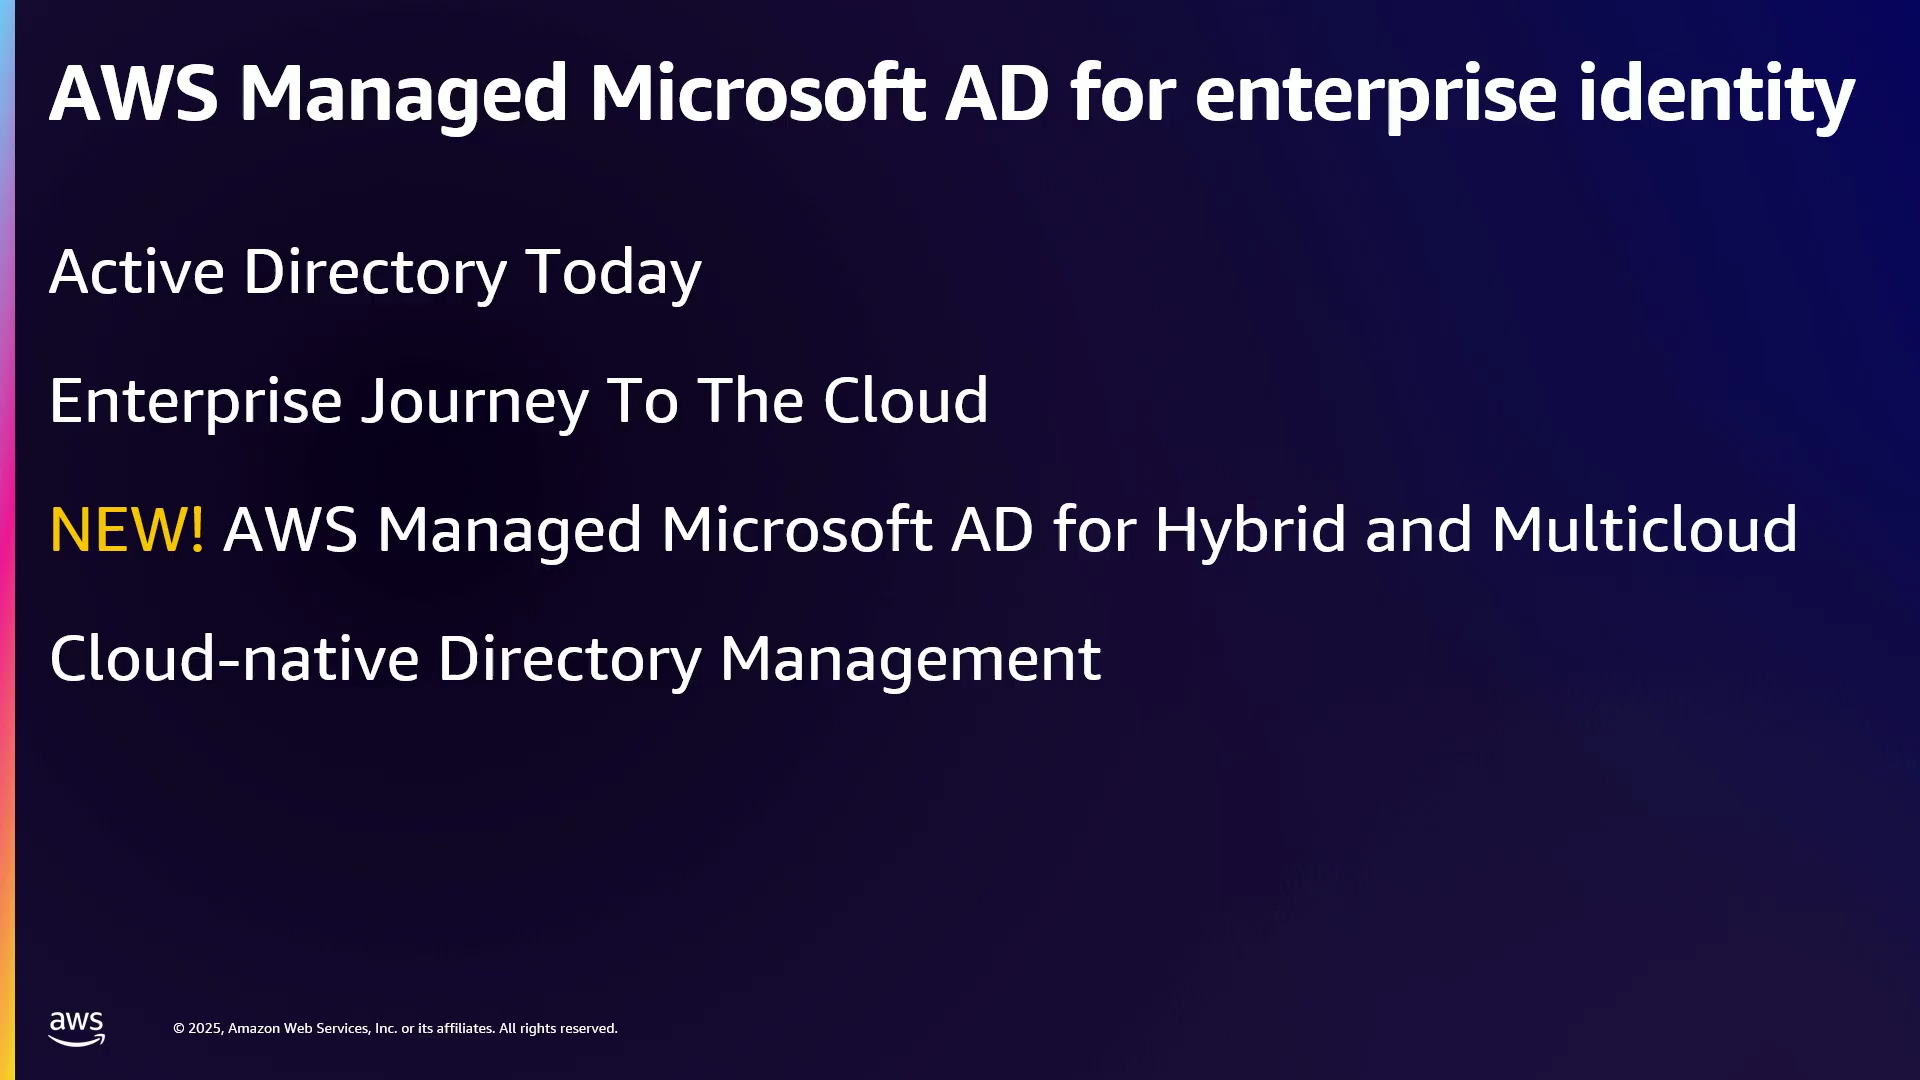 AWS Managed Microsoft AD for enterprise identity
Active Directory Today
Enterprise Journey To The Cloud
NEW! AWS Managed Microsoft AD for Hybrid and Multicloud
Cloud-native Directory Management
aws
© 2025, Amazon Web Services, Inc. or its affiliates. All rights reserved.